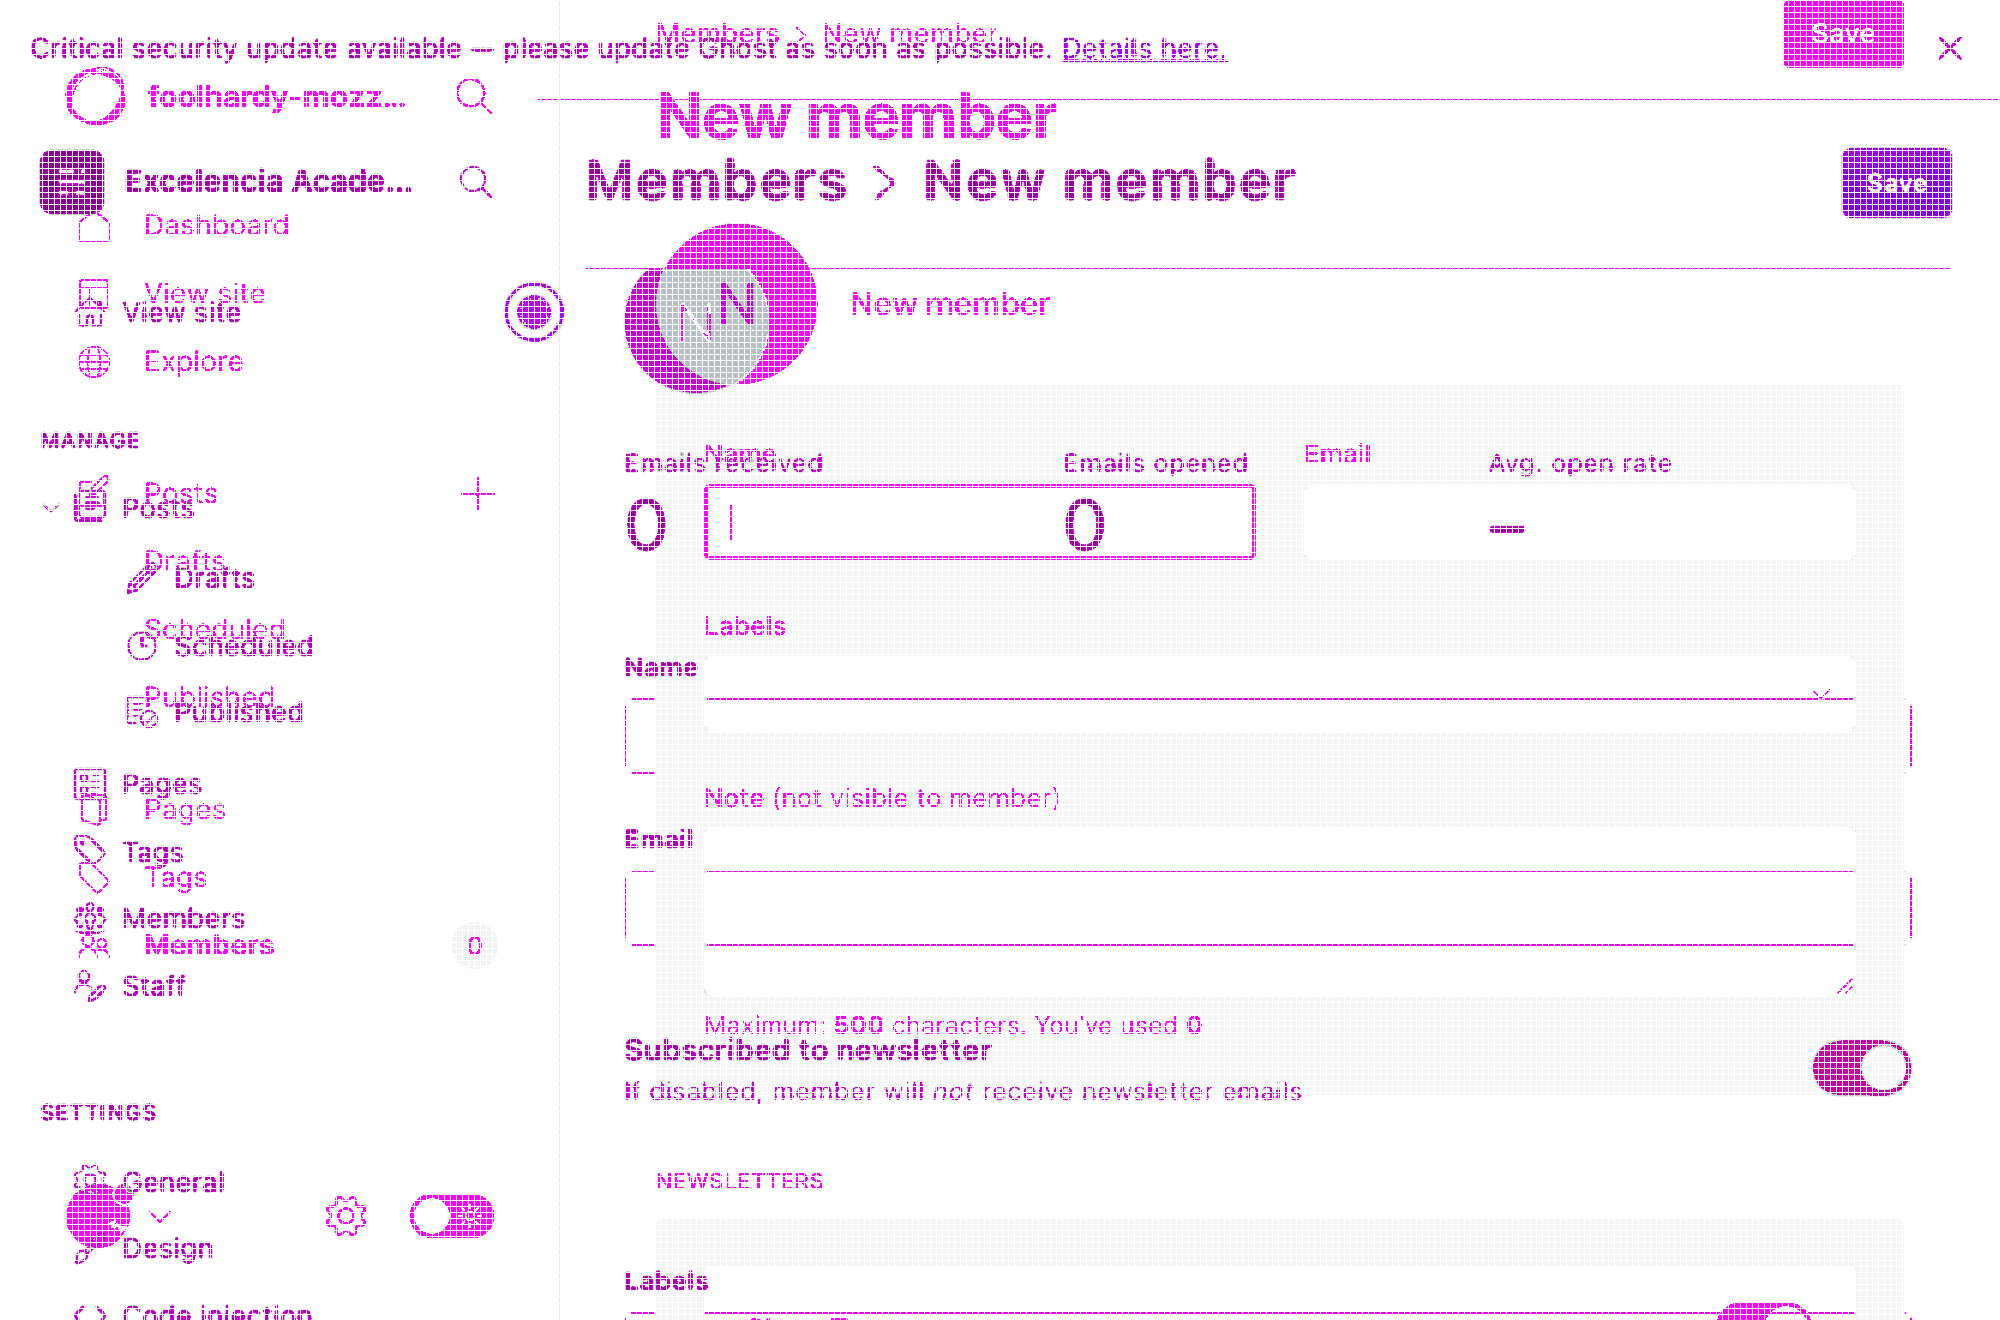 Members > New member
Save
Critical security update available — please update Ghost as soon as possible. Details here.
foolhardy-mozz...
New member
Excelencia Acade...
Members > New member
Save
Dashboard
View site
View site
N
N
New member
Explore
MANAGE
Name
Email
Emails received
Emails opened
Avg. open rate
Posts
Posts
0
0
–
Drafts
Drafts
Labels
Scheduled
Scheduled
Name
Published
Published
Pages
Note (not visible to member)
Pages
Email
Tags
Tags
Members
Members
0
Staff
Maximum: 500 characters. You've used 0
Subscribed to newsletter
If disabled, member will not receive newsletter emails
SETTINGS
General
NEWSLETTERS
Design
Labels
Code injection